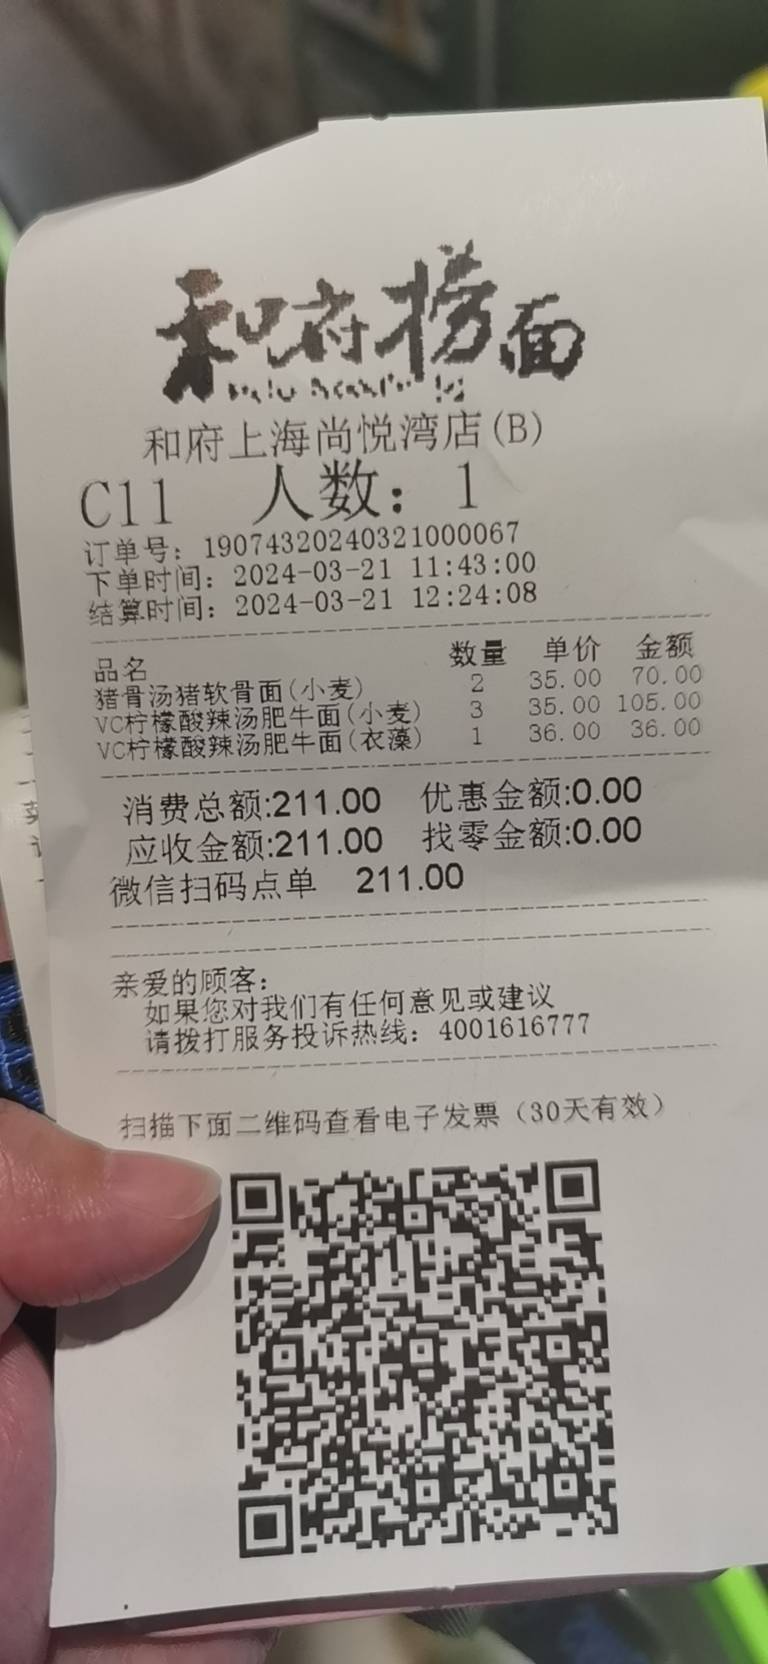 和府捞面
和府上海尚悦湾店(B)
C11 人数: 1
订单号: 19074320240321000067
下单时间: 2024-03-21 11:43:00
结算时间: 2024-03-21 12:24:08
品名 数量 单价 金额
猪骨汤猪软骨面(小麦) 2 35.00 70.00
VC柠檬酸辣汤肥牛面(小麦) 3 35.00 105.00
VC柠檬酸辣汤肥牛面(衣藻) 1 36.00 36.00
消费总额:211.00 优惠金额:0.00
应收金额:211.00 找零金额:0.00
微信扫码点单 211.00
亲爱的顾客:
如果您对我们有任何意见或建议
请拨打服务投诉热线: 4001616777
扫描下面二维码查看电子发票（30天有效）